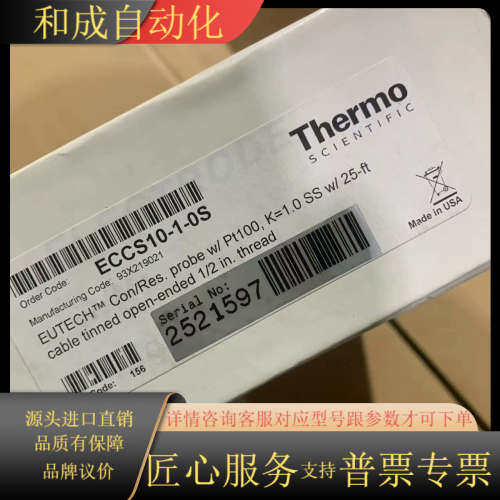 和成自动化
Thermo
SCIENTIFIC
Made in USA
Order Code:
ECCS10-1-0S
Manufacturing Code: 93X219021
EUTECH™ Con/Res. probe w/ Pt100, K=1.0 SS w/ 25-ft
cable tinned open-ended 1/2 in. thread
Serial No:
2521597
Code: 156
源头进口直销
品质有保障
品牌议价
详情咨询客服对应型号跟参数才可下单
匠心服务 支持 普票专票